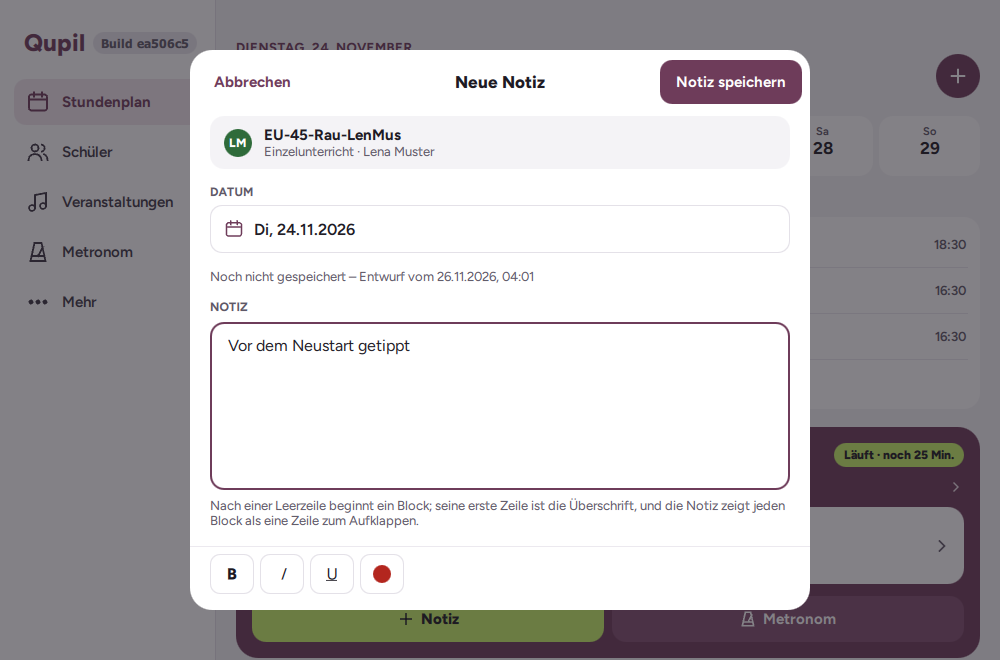 Qupil
Build ea506c5
Stundenplan
Schüler
Veranstaltungen
Metronom
Mehr
DIENSTAG, 24. NOVEMBER
Sa
28
So
29
18:30
16:30
16:30
Läuft · noch 25 Min.
Abbrechen
Neue Notiz
Notiz speichern
LM
EU-45-Rau-LenMus
Einzelunterricht · Lena Muster
DATUM
Di, 24.11.2026
Noch nicht gespeichert – Entwurf vom 26.11.2026, 04:01
NOTIZ
Vor dem Neustart getippt
Nach einer Leerzeile beginnt ein Block; seine erste Zeile ist die Überschrift, und die Notiz zeigt jeden
Block als eine Zeile zum Aufklappen.
B
I
U
Notiz
Metronom